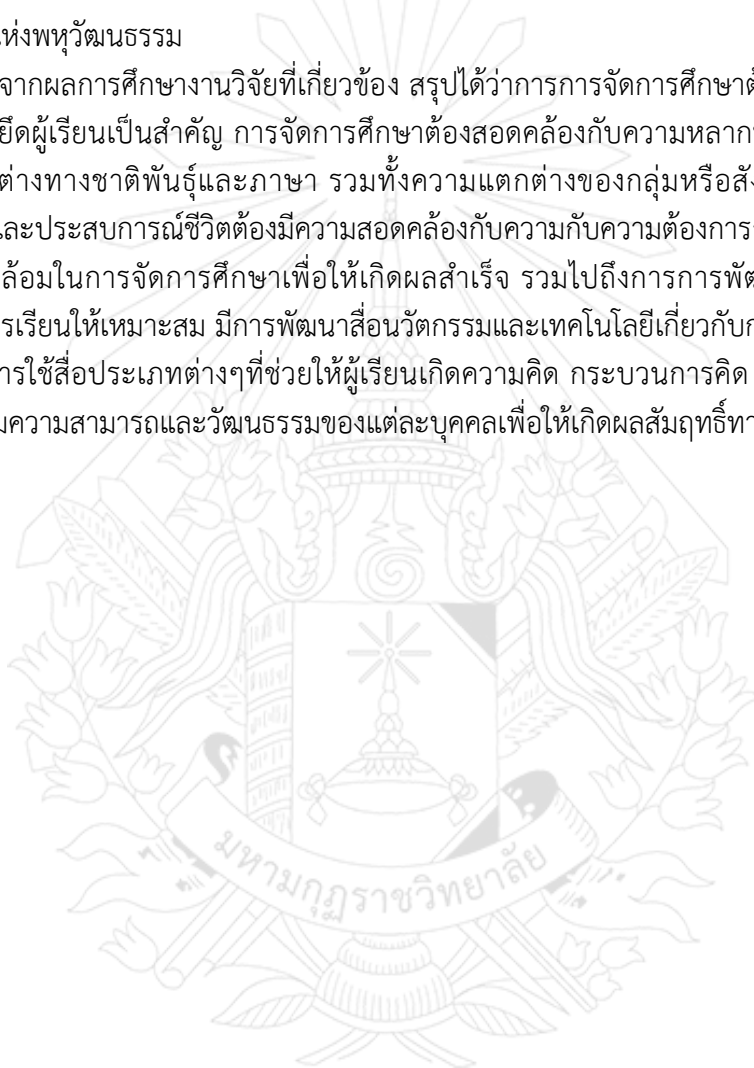 ห่งพหุวัฒนธรรม
จากผลการศึกษางานวิจัยที่เกี่ยวข้อง สรุปได้ว่าการการจัดการศึกษาต้
ยึดผู้เรียนเป็นสำคัญ การจัดการศึกษาต้องสอดคล้องกับความหลาก
ต่างทางชาติพันธุ์และภาษา รวมทั้งความแตกต่างของกลุ่มหรือสัง
และประสบการณ์ชีวิตต้องมีความสอดคล้องกับความกับความต้องการ
ล้อมในการจัดการศึกษาเพื่อให้เกิดผลสำเร็จ รวมไปถึงการการพัฒ
รเรียนให้เหมาะสม มีการพัฒนาสื่อนวัตกรรมและเทคโนโลยีเกี่ยวกับก
ารใช้สื่อประเภทต่างๆที่ช่วยให้ผู้เรียนเกิดความคิด กระบวนการคิด
มความสามารถและวัฒนธรรมของแต่ละบุคคลเพื่อให้เกิดผลสัมฤทธิ์ทา
มหามกุฏราชวิทยาลัย